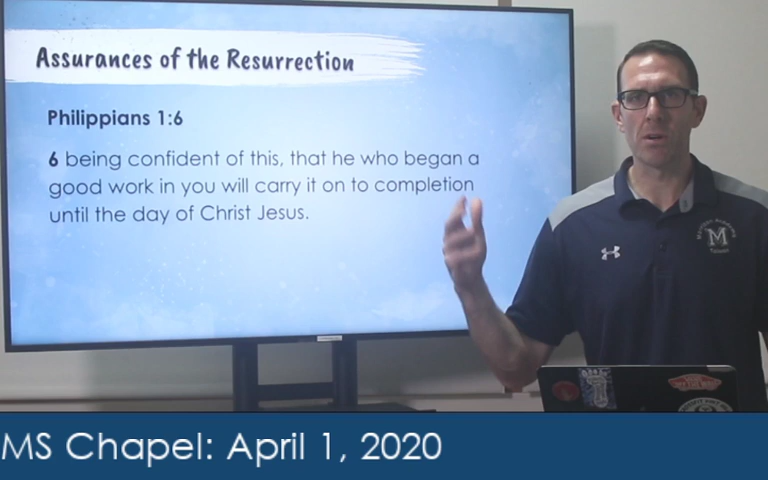 Assurances of the Resurrection
Philippians 1:6
6 being confident of this, that he who began a
good work in you will carry it on to completion
until the day of Christ Jesus.
M
MS Chapel: April 1, 2020